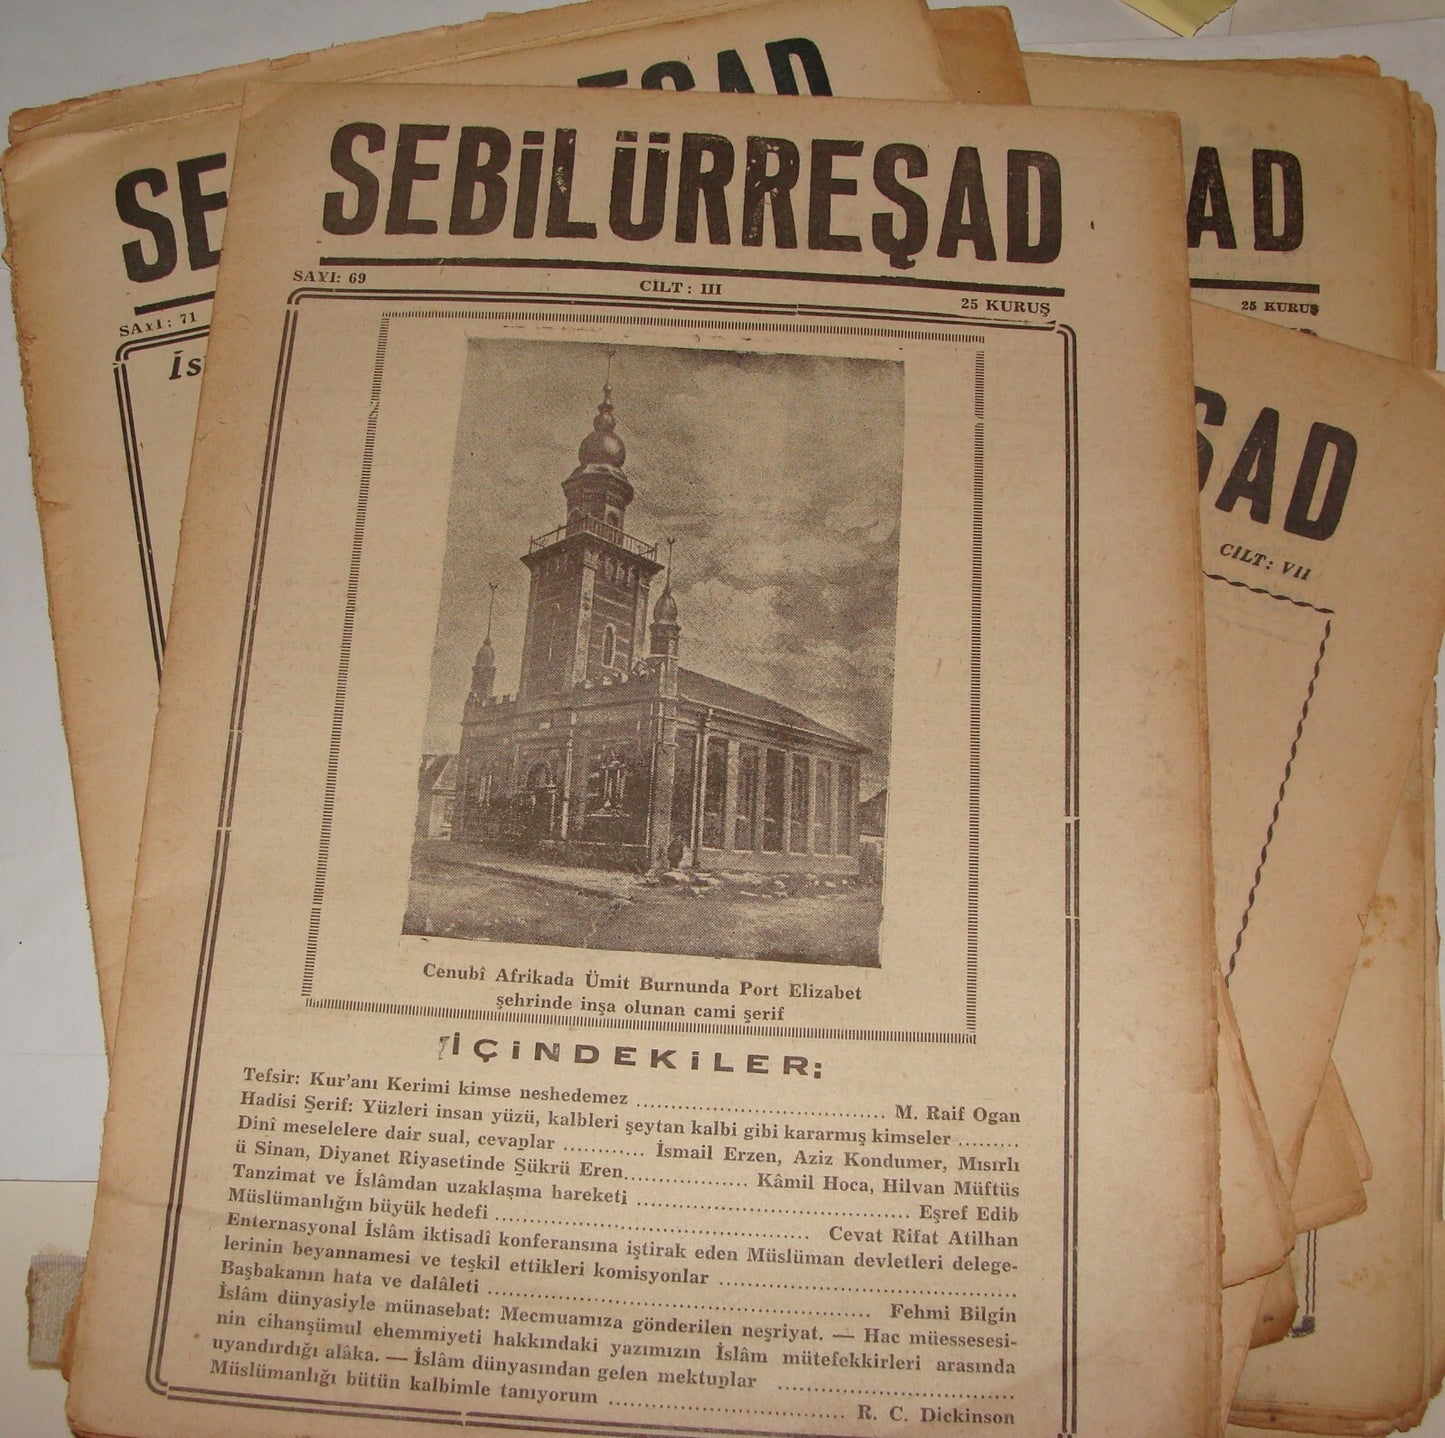 SEBİLÜRREŞAD
SAYI: 69 CİLT: III 25 KURUŞ
Cenubî Afrikada Ümit Burnunda Port Elizabet
şehrinde inşa olunan cami şerif
İÇİNDEKİLER:
Tefsir: Kur'anı Kerimi kimse neshedemez ................................ M. Raif Ogan
Hadisi Şerif: Yüzleri insan yüzü, kalbleri şeytan kalbi gibi kararmış kimseler .........
Dinî meselelere dair sual, cevaplar ............ İsmail Erzen, Aziz Kondumer, Mısırlı
ü Sinan, Diyanet Riyasetinde Şükrü Eren.................. Kâmil Hoca, Hilvan Müftüs
Tanzimat ve İslâmdan uzaklaşma hareketi ................................... Eşref Edib
Müslümanlığın büyük hedefi ........................................ Cevat Rifat Atilhan
Enternasyonal İslâm iktisadî konferansına iştirak eden Müslüman devletleri delege-
lerinin beyannamesi ve teşkil ettikleri komisyonlar ......................................
Başbakanın hata ve dalâleti ................................................. Fehmi Bilgin
İslâm dünyasiyle münasebat: Mecmuamıza gönderilen neşriyat. — Hac müessesesi-
nin cihanşümul ehemmiyeti hakkındaki yazımızın İslâm mütefekkirleri arasında
uyandırdığı alâka. — İslâm dünyasından gelen mektuplar ..............................
Müslümanlığı bütün kalbimle tanıyorum .............................. R. C. Dickinson
SE
SAYI: 71
İs
EŞAD
AD
25 KURUŞ
ŞAD
CİLT: VII